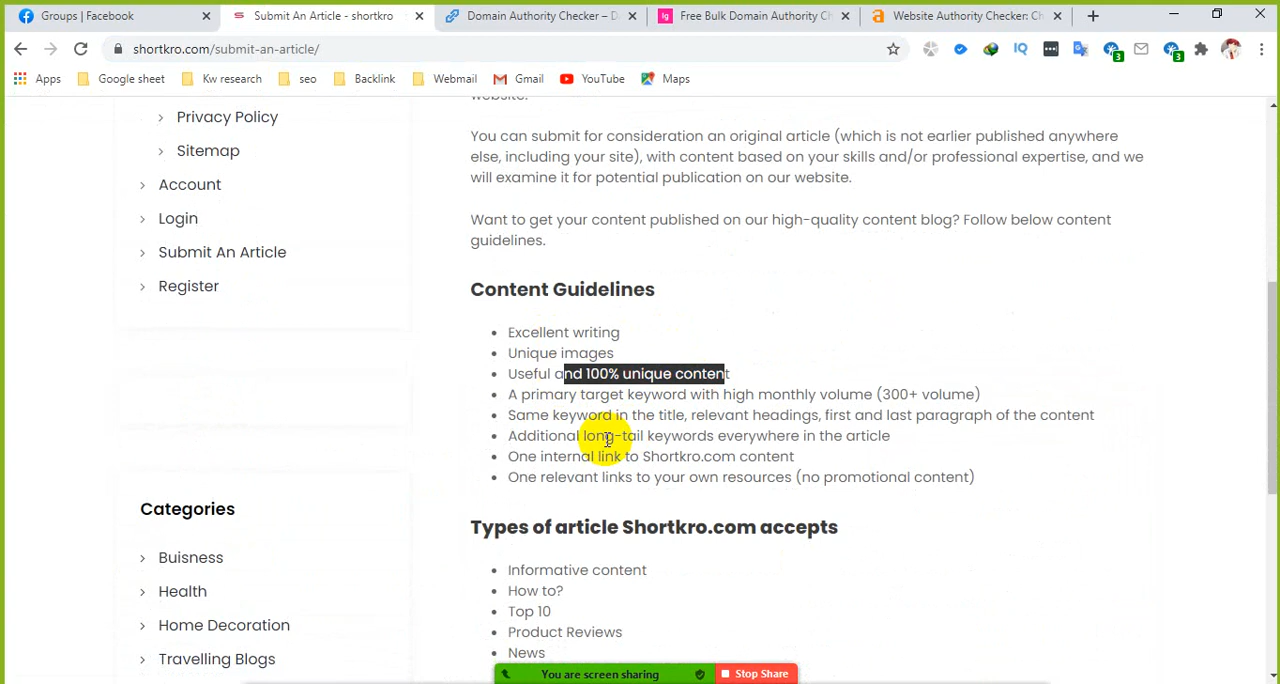 Groups | Facebook
Submit An Article - shortkro
Domain Authority Checker – D
Free Bulk Domain Authority C
Website Authority Checker: Ch
shortkro.com/submit-an-article/
IQ
3
3
Apps
Google sheet
Kw research
seo
Backlink
Webmail
Gmail
YouTube
Maps
Privacy Policy
Sitemap
Account
Login
Submit An Article
Register
Categories
Buisness
Health
Home Decoration
Travelling Blogs
website.
You can submit for consideration an original article (which is not earlier published anywhere
else, including your site), with content based on your skills and/or professional expertise, and we
will examine it for potential publication on our website.
Want to get your content published on our high-quality content blog? Follow below content
guidelines.
Content Guidelines
Excellent writing
Unique images
Useful and 100% unique content
A primary target keyword with high monthly volume (300+ volume)
Same keyword in the title, relevant headings, first and last paragraph of the content
Additional long-tail keywords everywhere in the article
One internal link to Shortkro.com content
One relevant links to your own resources (no promotional content)
Types of article Shortkro.com accepts
Informative content
How to?
Top 10
Product Reviews
News
You are screen sharing
Stop Share